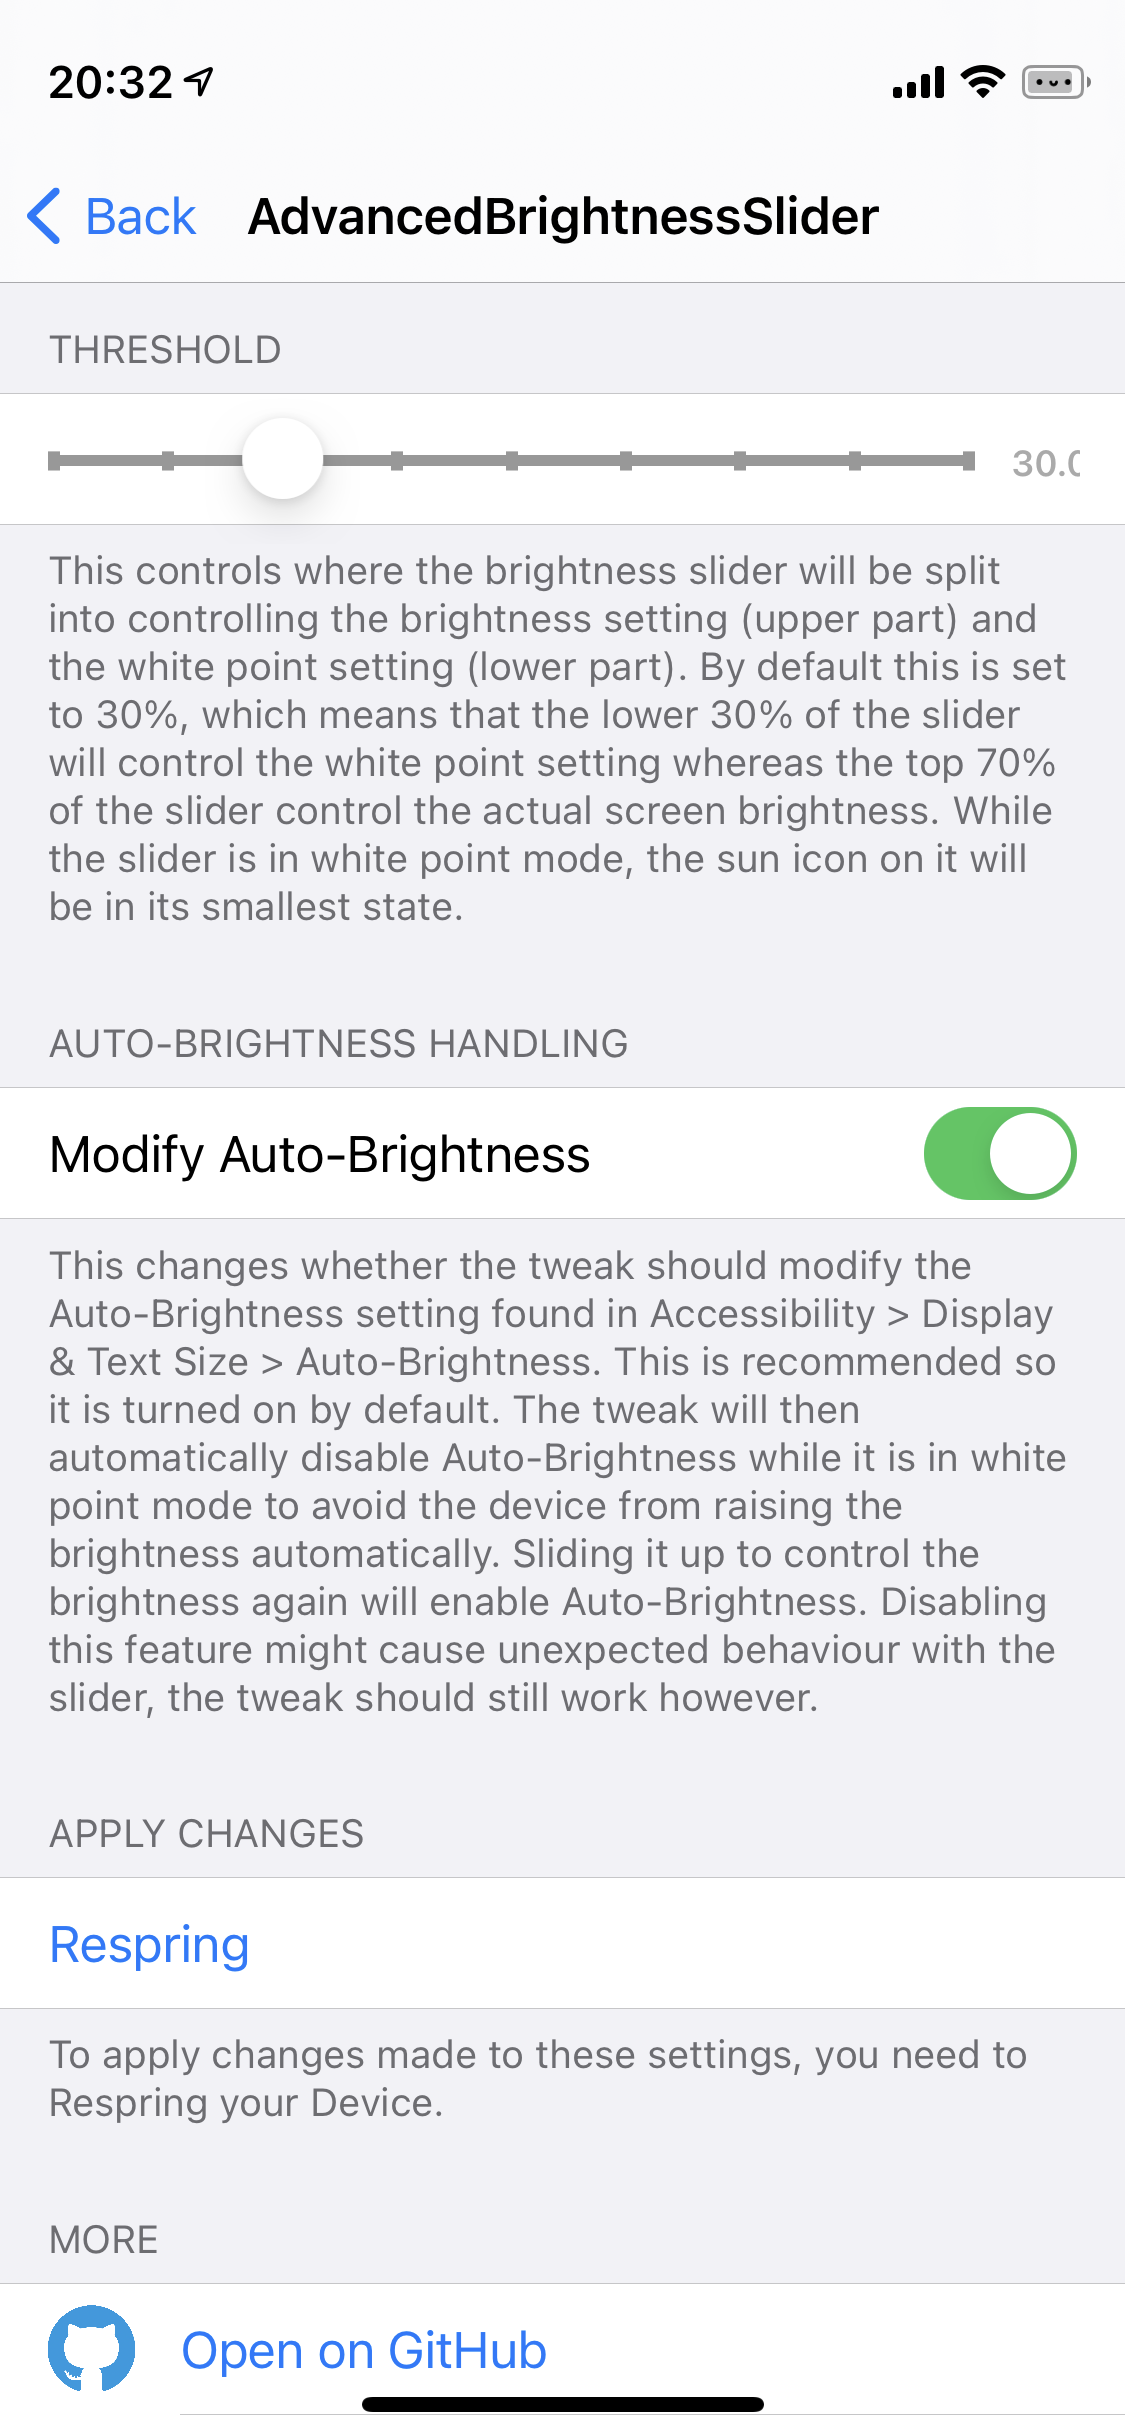 20:32
Back AdvancedBrightnessSlider
THRESHOLD
30.0
This controls where the brightness slider will be split
into controlling the brightness setting (upper part) and
the white point setting (lower part). By default this is set
to 30%, which means that the lower 30% of the slider
will control the white point setting whereas the top 70%
of the slider control the actual screen brightness. While
the slider is in white point mode, the sun icon on it will
be in its smallest state.
AUTO-BRIGHTNESS HANDLING
Modify Auto-Brightness
This changes whether the tweak should modify the
Auto-Brightness setting found in Accessibility > Display
& Text Size > Auto-Brightness. This is recommended so
it is turned on by default. The tweak will then
automatically disable Auto-Brightness while it is in white
point mode to avoid the device from raising the
brightness automatically. Sliding it up to control the
brightness again will enable Auto-Brightness. Disabling
this feature might cause unexpected behaviour with the
slider, the tweak should still work however.
APPLY CHANGES
Respring
To apply changes made to these settings, you need to
Respring your Device.
MORE
Open on GitHub